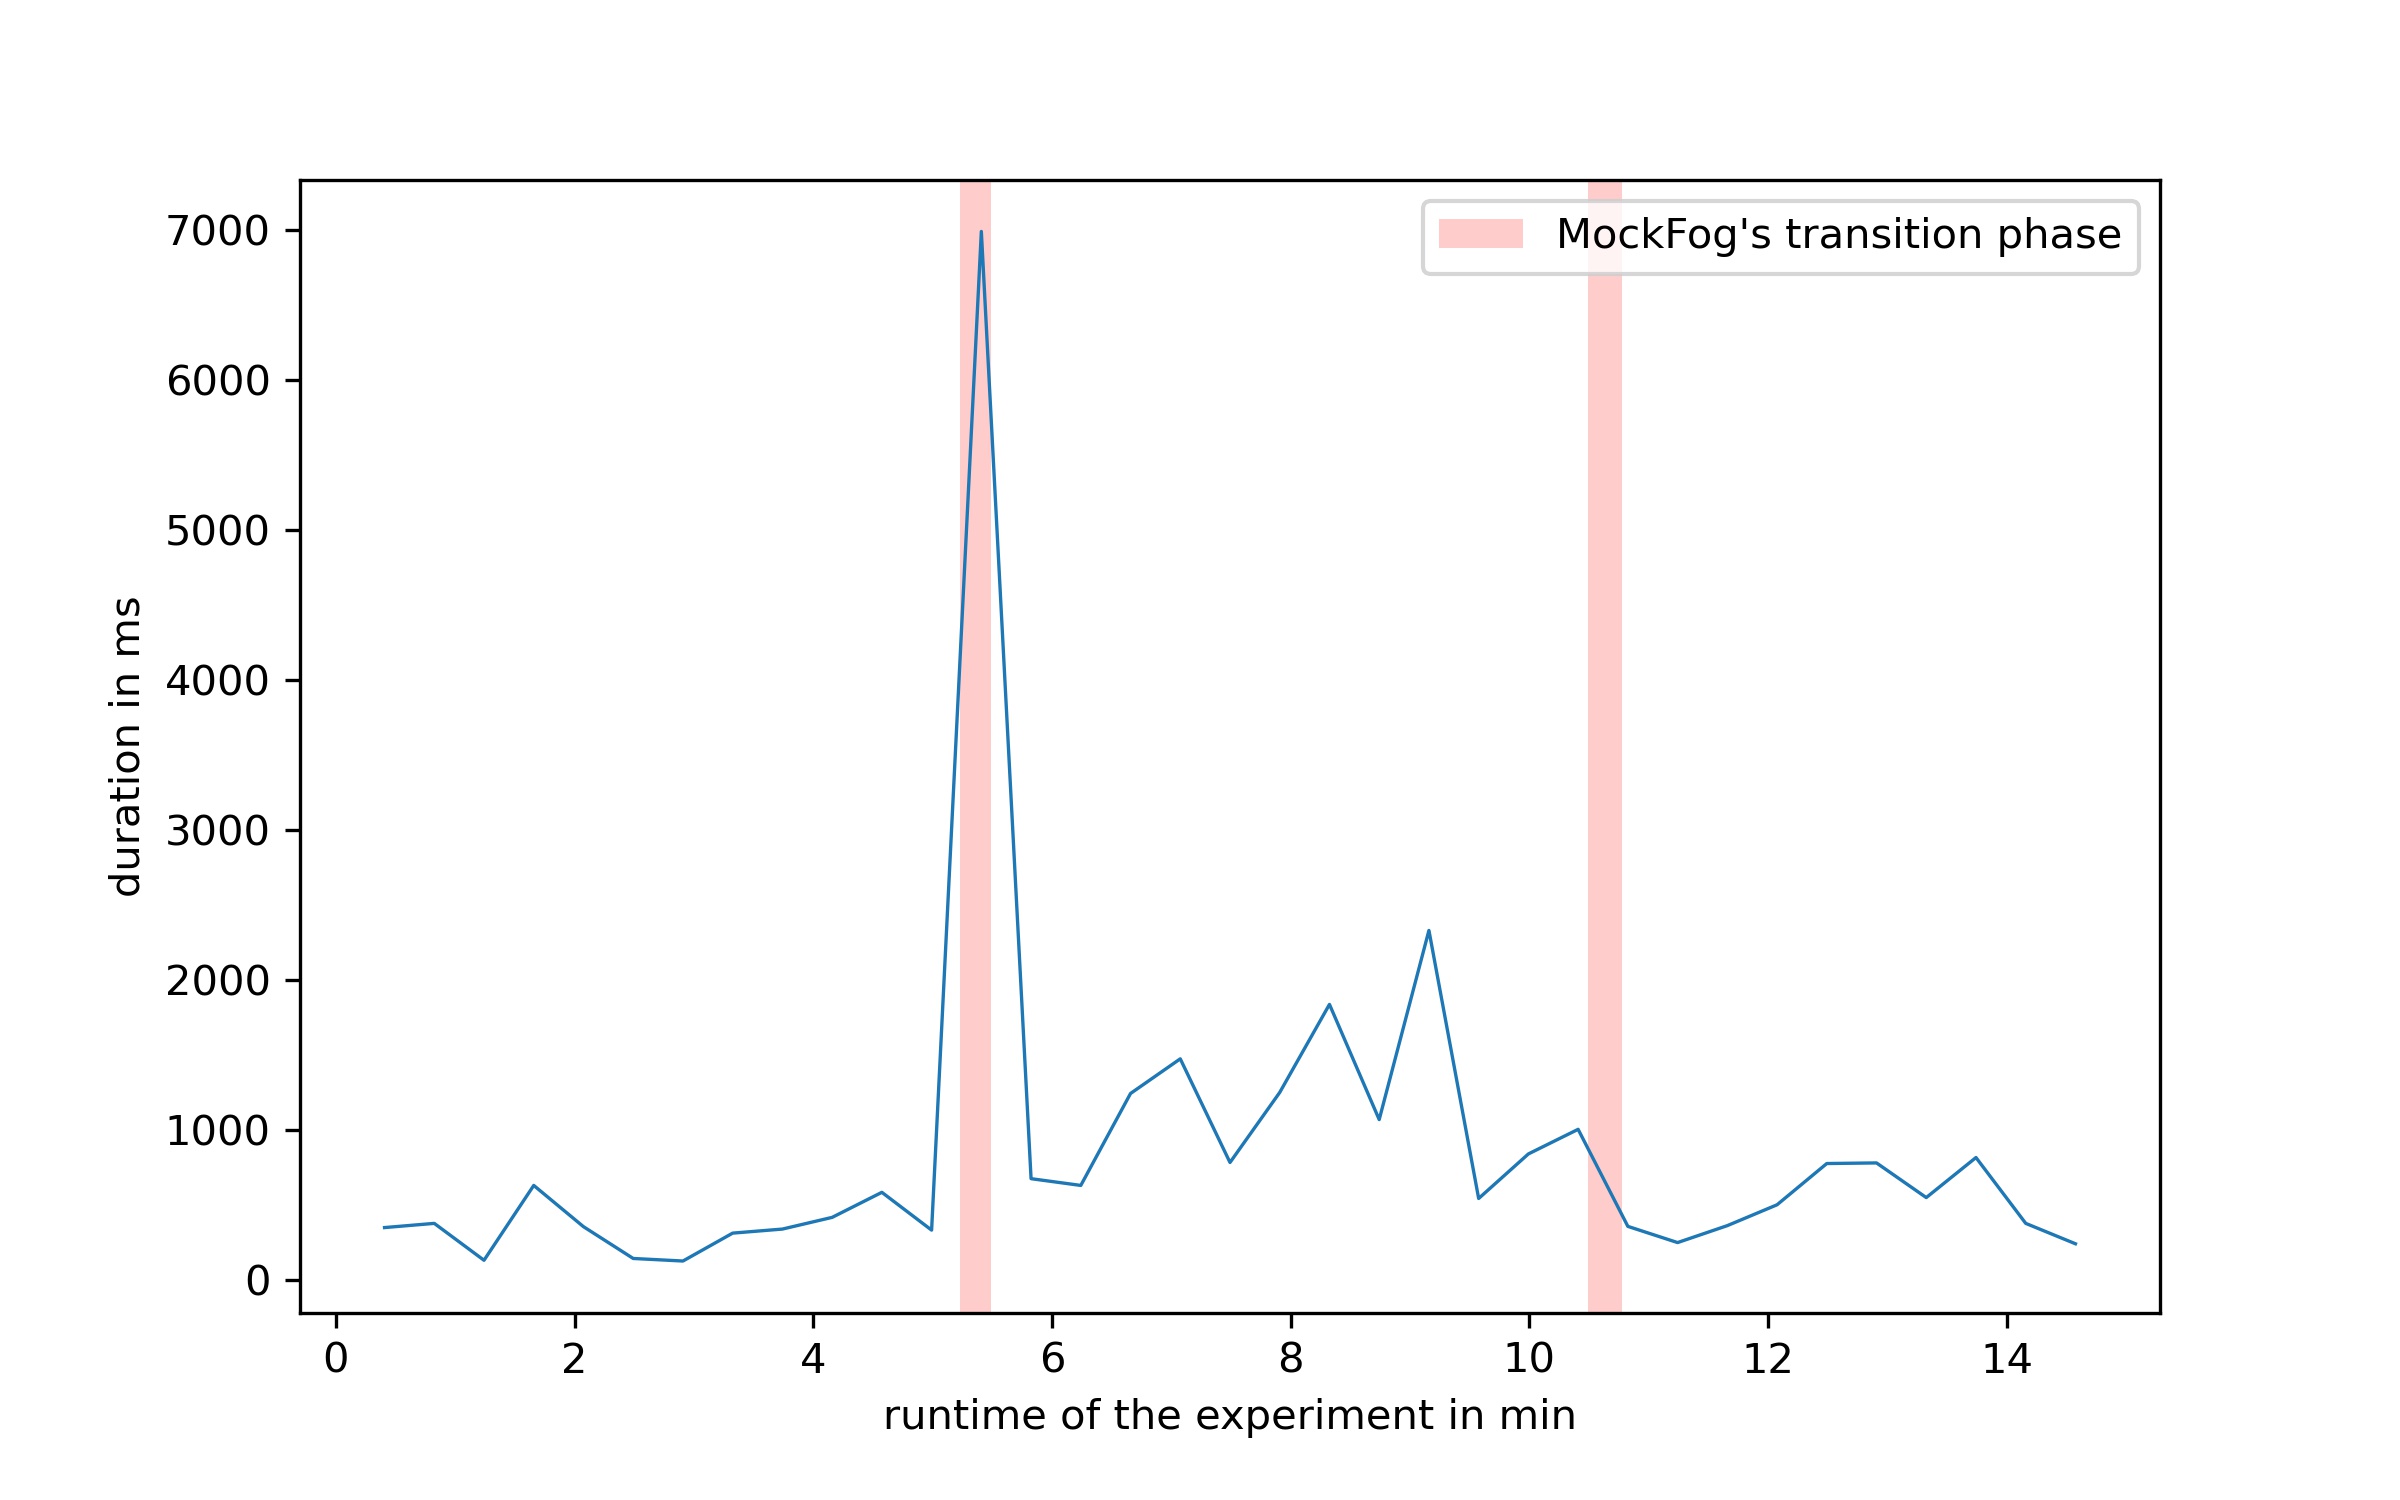 MockFog's transition phase
7000
6000
5000
4000
3000
2000
1000
0
duration in ms
0 2 4 6 8 10 12 14
runtime of the experiment in min